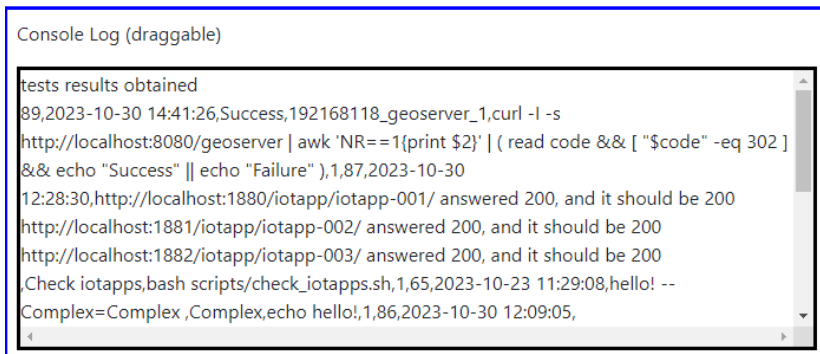 Console Log (draggable)
tests results obtained
89,2023-10-30 14:41:26,Success,192168118_geoserver_1,curl -I -s
http://localhost:8080/geoserver | awk 'NR==1{print $2}' | ( read code && [ "$code" -eq 302 ]
&& echo "Success" || echo "Failure" ),1,87,2023-10-30
12:28:30,http://localhost:1880/iotapp/iotapp-001/ answered 200, and it should be 200
http://localhost:1881/iotapp/iotapp-002/ answered 200, and it should be 200
http://localhost:1882/iotapp/iotapp-003/ answered 200, and it should be 200
,Check iotapps,bash scripts/check_iotapps.sh,1,65,2023-10-23 11:29:08,hello! --
Complex=Complex ,Complex,echo hello!,1,86,2023-10-30 12:09:05,